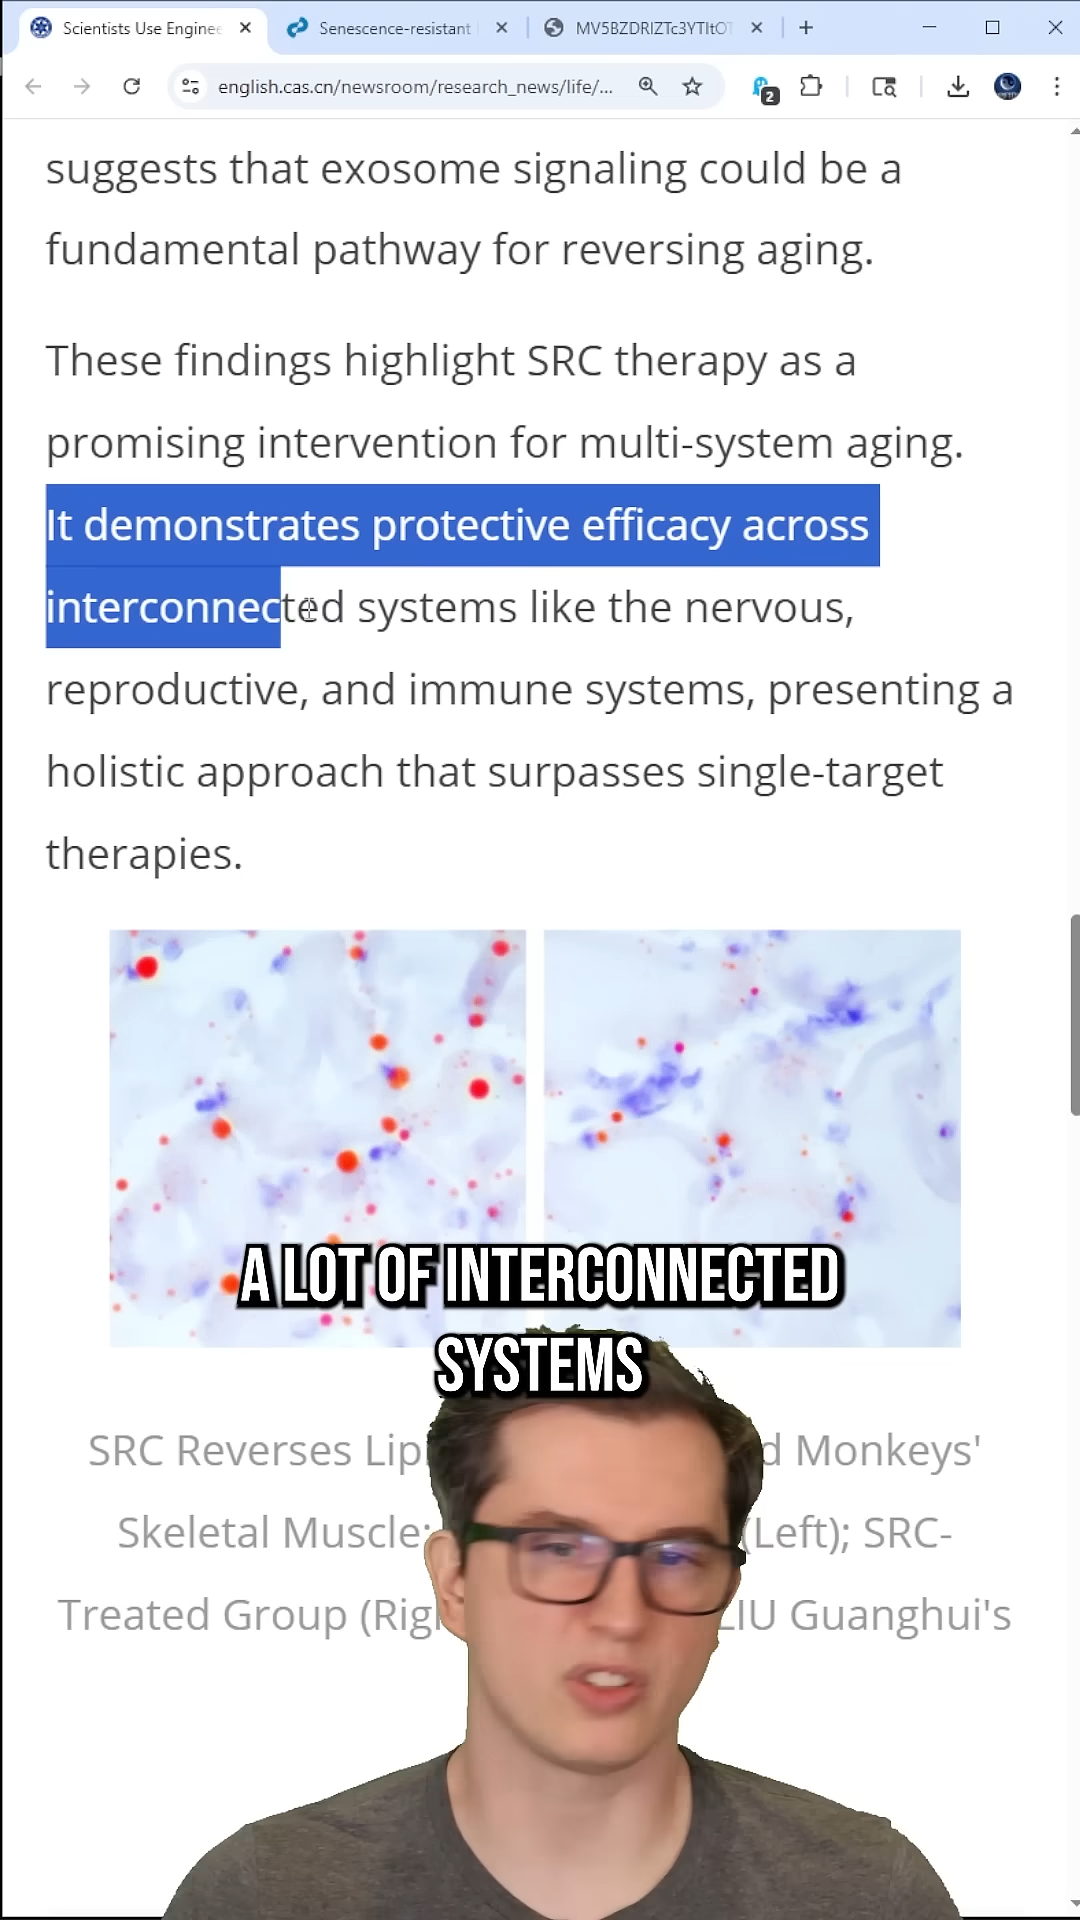 Scientists Use Enginee
Senescence-resistant
MV5BZDRlZTc3YTItOT
english.cas.cn/newsroom/research_news/life/...
2
suggests that exosome signaling could be a
fundamental pathway for reversing aging.
These findings highlight SRC therapy as a
promising intervention for multi-system aging.
It demonstrates protective efficacy across
interconnected systems like the nervous,
reproductive, and immune systems, presenting a
holistic approach that surpasses single-target
therapies.
A LOT OF INTERCONNECTED
SYSTEMS
SRC Reverses Lip d Monkeys'
Skeletal Muscle: (Left); SRC-
Treated Group (Rig LIU Guanghui's